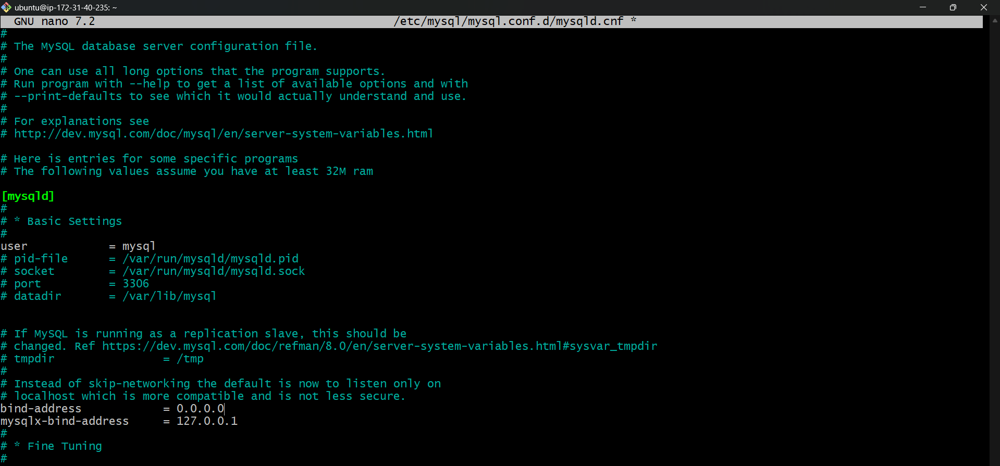 ubuntu@ip-172-31-40-235: ~
GNU nano 7.2 /etc/mysql/mysql.conf.d/mysqld.cnf *
#
# The MySQL database server configuration file.
#
# One can use all long options that the program supports.
# Run program with --help to get a list of available options and with
# --print-defaults to see which it would actually understand and use.
#
# For explanations see
# http://dev.mysql.com/doc/mysql/en/server-system-variables.html
# Here is entries for some specific programs
# The following values assume you have at least 32M ram
[mysqld]
#
# * Basic Settings
#
user = mysql
# pid-file = /var/run/mysqld/mysqld.pid
# socket = /var/run/mysqld/mysqld.sock
# port = 3306
# datadir = /var/lib/mysql
# If MySQL is running as a replication slave, this should be
# changed. Ref https://dev.mysql.com/doc/refman/8.0/en/server-system-variables.html#sysvar_tmpdir
# tmpdir = /tmp
#
# Instead of skip-networking the default is now to listen only on
# localhost which is more compatible and is not less secure.
bind-address = 0.0.0.0
mysqlx-bind-address = 127.0.0.1
#
# * Fine Tuning
#